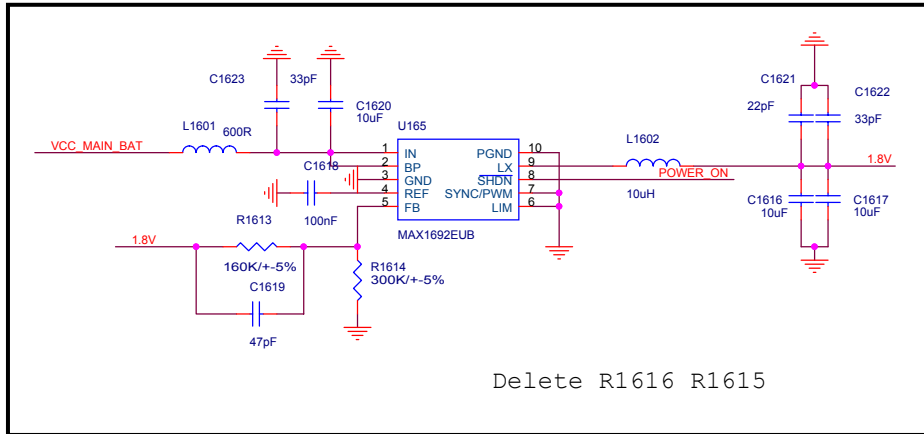 C1623
33pF
C1620
10uF
L1601
600R
VCC_MAIN_BAT
U165
1 IN
2 BP
3 GND
4 REF
5 FB
PGND 10
LX 9
SHDN 8
SYNC/PWM 7
LIM 6
MAX1692EUB
C1618
100nF
R1613
1.8V
160K/+-5%
C1619
47pF
R1614
300K/+-5%
L1602
10uH
POWER_ON
C1621
22pF
C1622
33pF
1.8V
C1616
10uF
C1617
10uF
Delete R1616 R1615